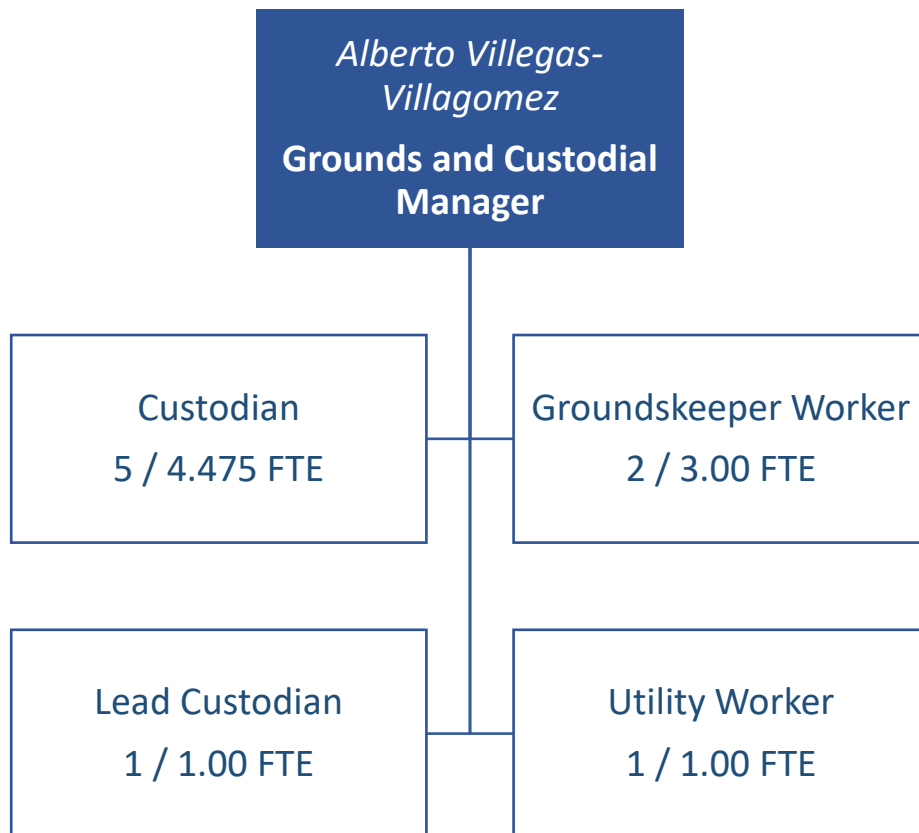 Alberto Villegas-
Villagomez
Grounds and Custodial
Manager
Custodian
5 / 4.475 FTE
Groundskeeper Worker
2 / 3.00 FTE
Lead Custodian
1 / 1.00 FTE
Utility Worker
1 / 1.00 FTE